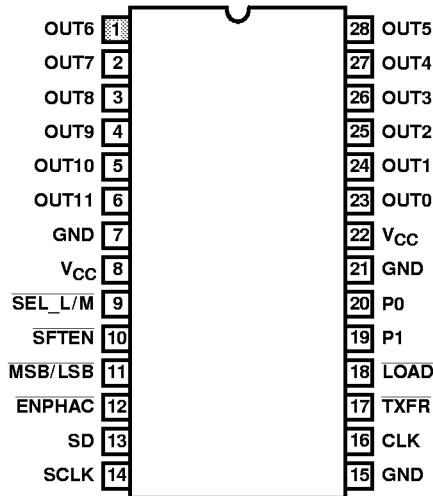 OUT6 1 28 OUT5
OUT7 2 27 OUT4
OUT8 3 26 OUT3
OUT9 4 25 OUT2
OUT10 5 24 OUT1
OUT11 6 23 OUT0
GND 7 22 VCC
VCC 8 21 GND
SEL_L/M 9 20 P0
SFTEN 10 19 P1
MSB/LSB 11 18 LOAD
ENPHAC 12 17 TXFR
SD 13 16 CLK
SCLK 14 15 GND